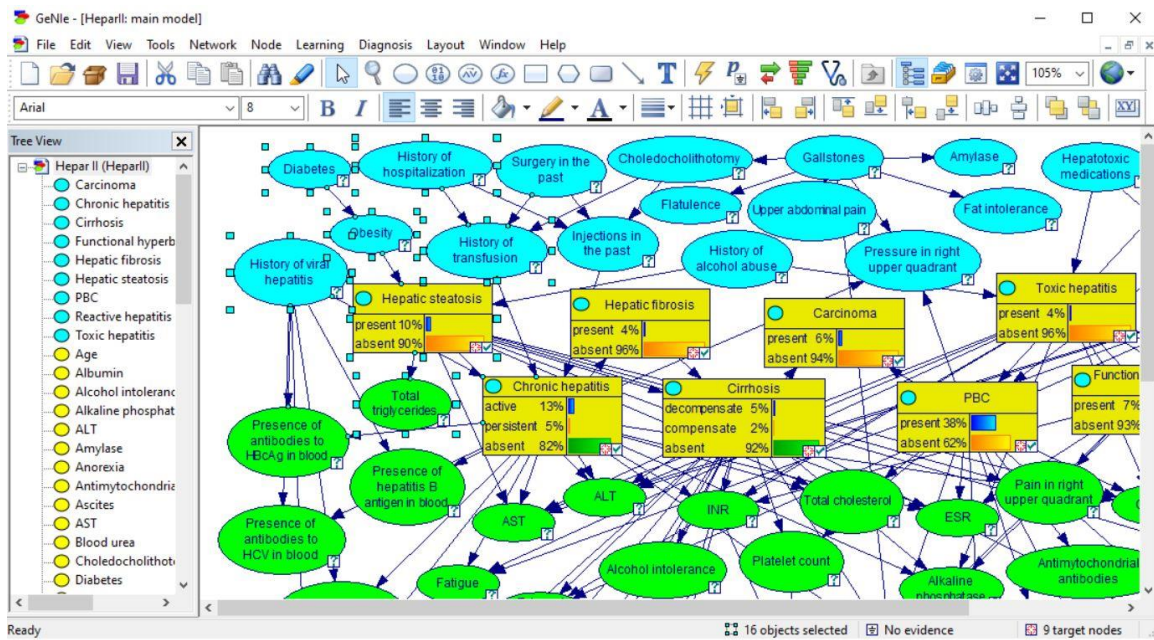 GeNIe - [HeparII: main model]
File Edit View Tools Network Node Learning Diagnosis Layout Window Help
105%
Arial 8 B I A XY
Tree View
Hepar II (HeparII)
Carcinoma
Chronic hepatitis
Cirrhosis
Functional hyperb
Hepatic fibrosis
Hepatic steatosis
PBC
Reactive hepatitis
Toxic hepatitis
Age
Albumin
Alcohol intoleranc
Alkaline phosphat
ALT
Amylase
Anorexia
Antimytochondria
Ascites
AST
Blood urea
Choledocholithot
Diabetes
Diabetes
History of
hospitalization
Surgery in the
past
Choledocholithotomy
Gallstones
Amylase
Hepatotoxic
medications
Flatulence
Upper abdominal pain
Fat intolerance
Obesity
History of
transfusion
Injections in
the past
History of
alcohol abuse
Pressure in right
upper quadrant
History of viral
hepatitis
Hepatic steatosis
present 10%
absent 90%
Hepatic fibrosis
present 4%
absent 96%
Carcinoma
present 6%
absent 94%
Toxic hepatitis
present 4%
absent 96%
Total
triglycerides
Chronic hepatitis
active 13%
persistent 5%
absent 82%
Cirrhosis
decompensate 5%
compensate 2%
absent 92%
PBC
present 38%
absent 62%
Function
present 7%
absent 93%
Presence of
antibodies to
HBcAg in blood
Presence of
hepatitis B
antigen in blood
ALT
INR
Total cholesterol
ESR
Pain in right
upper quadrant
Presence of
antibodies to
HCV in blood
AST
Fatigue
Alcohol intolerance
Platelet count
Alkaline
phosphatase
Antimytochondrial
antibodies
Ready
16 objects selected
No evidence
9 target nodes